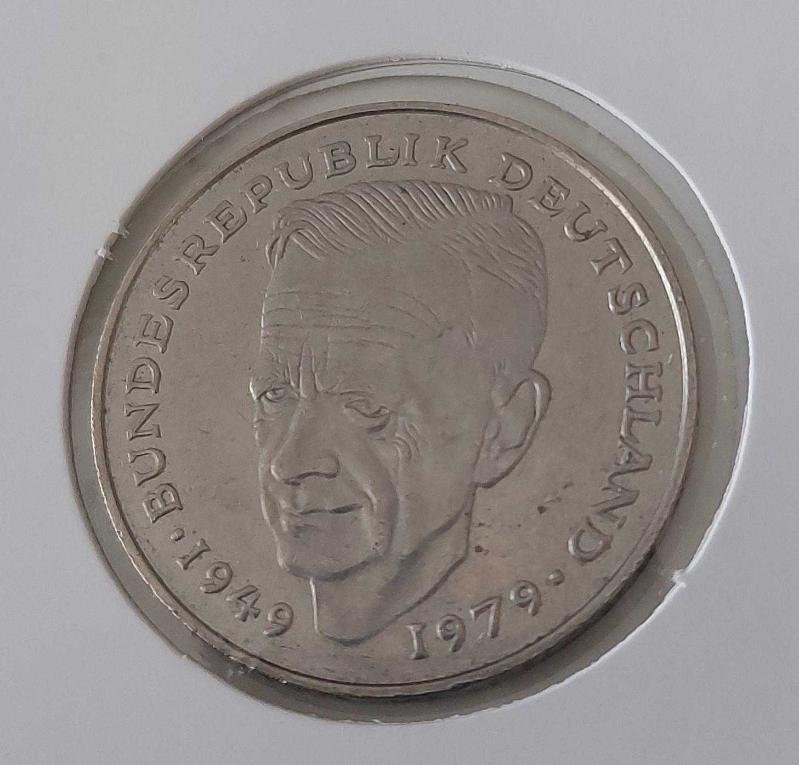 · BUNDESREPUBLIK DEUTSCHLAND ·
1949 1979